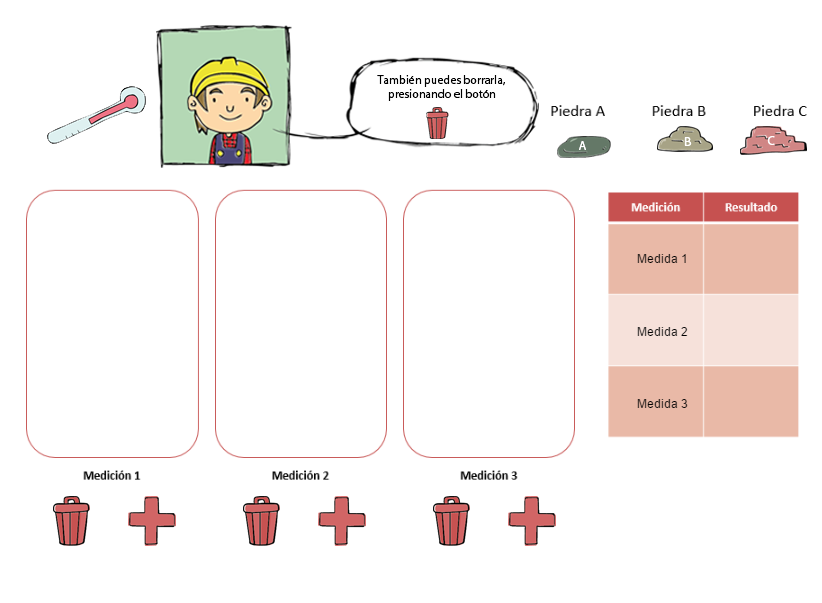 También puedes borrarla,
presionando el botón
Piedra A
Piedra B
Piedra C
A
B
C
Medición
Resultado
Medida 1
Medida 2
Medida 3
Medición 1
Medición 2
Medición 3